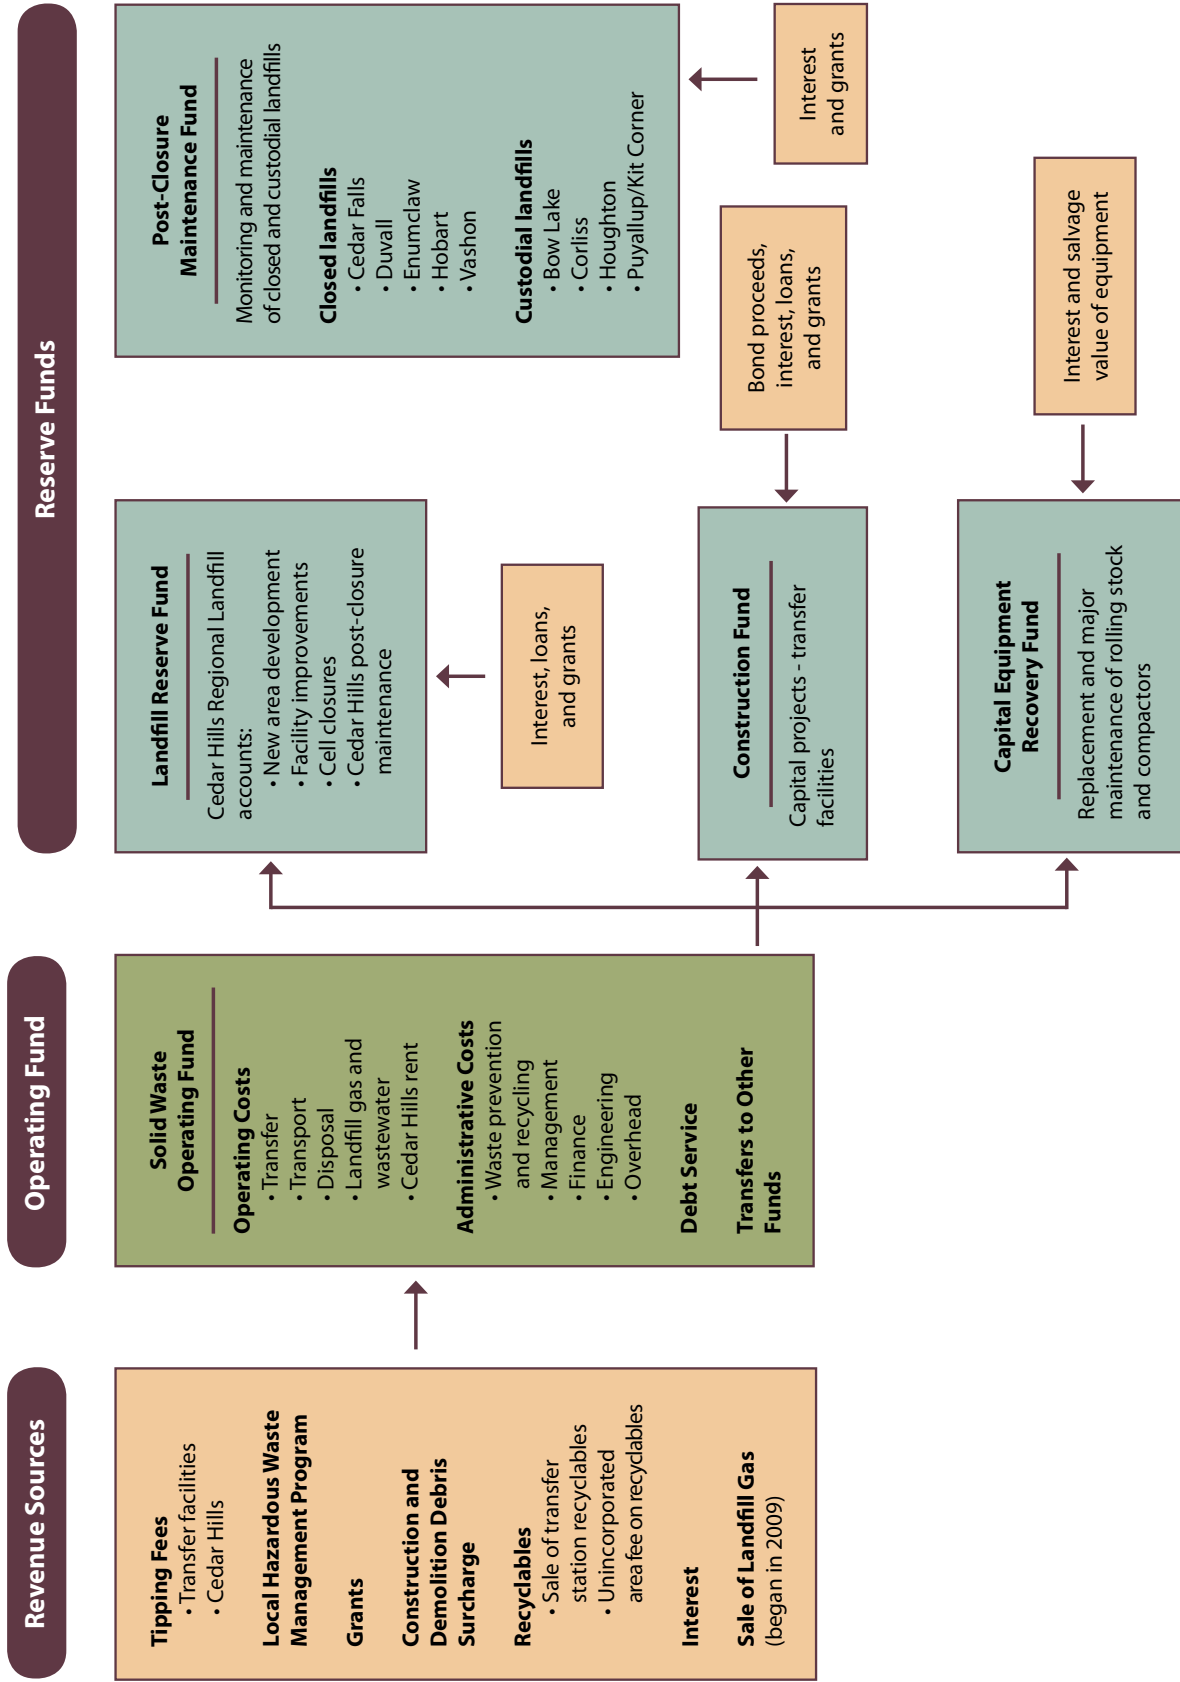 Revenue Sources
Tipping Fees
• Transfer facilities
• Cedar Hills
Local Hazardous Waste
Management Program
Grants
Construction and
Demolition Debris
Surcharge
Recyclables
• Sale of transfer
station recyclables
• Unincorporated
area fee on recyclables
Interest
Sale of Landfill Gas
(began in 2009)
Operating Fund
Solid Waste
Operating Fund
Operating Costs
• Transfer
• Transport
• Disposal
• Landfill gas and
wastewater
• Cedar Hills rent
Administrative Costs
• Waste prevention
and recycling
• Management
• Finance
• Engineering
• Overhead
Debt Service
Transfers to Other
Funds
Reserve Funds
Landfill Reserve Fund
Cedar Hills Regional Landfill
accounts:
• New area development
• Facility improvements
• Cell closures
• Cedar Hills post-closure
maintenance
Interest, loans,
and grants
Construction Fund
Capital projects - transfer
facilities
Bond proceeds,
interest, loans,
and grants
Capital Equipment
Recovery Fund
Replacement and major
maintenance of rolling stock
and compactors
Interest and salvage
value of equipment
Post-Closure
Maintenance Fund
Monitoring and maintenance
of closed and custodial landfills
Closed landfills
• Cedar Falls
• Duvall
• Enumclaw
• Hobart
• Vashon
Custodial landfills
• Bow Lake
• Corliss
• Houghton
• Puyallup/Kit Corner
Interest
and grants